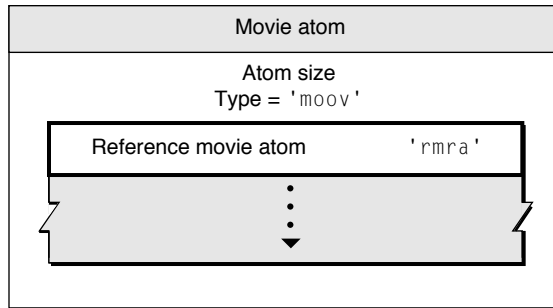 Movie atom
Atom size
Type = 'moov'
Reference movie atom 'rmra'